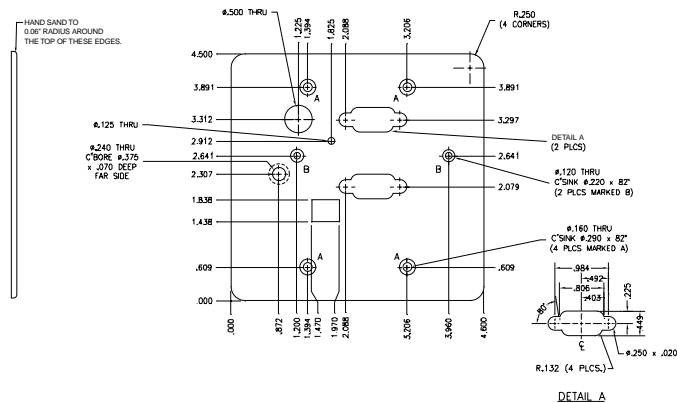 HAND SAND TO
0.06" RADIUS AROUND
THE TOP OF THESE EDGES.
ø.500 THRU
1.225
1.394
1.825
2.088
3.206
R.250
(4 CORNERS)
4.500
3.891
A
A
3.891
3.312
3.297
ø.125 THRU
DETAIL A
(2 PLCS)
2.912
ø.240 THRU
C'BORE ø.375
x .070 DEEP
FAR SIDE
2.641
B
B
2.641
2.307
ø.120 THRU
C'SINK ø.220 x 82°
(2 PLCS MARKED B)
2.079
1.838
1.438
ø.160 THRU
C'SINK ø.290 x 82°
(4 PLCS MARKED A)
.609
A
A
.609
.000
.000
.872
1.200
1.394
1.470
1.970
2.088
3.206
3.960
4.600
.984
.492
.806
.403
.225
.449
80°
℄
ø.250 x .020
R.132 (4 PLCS.)
DETAIL A